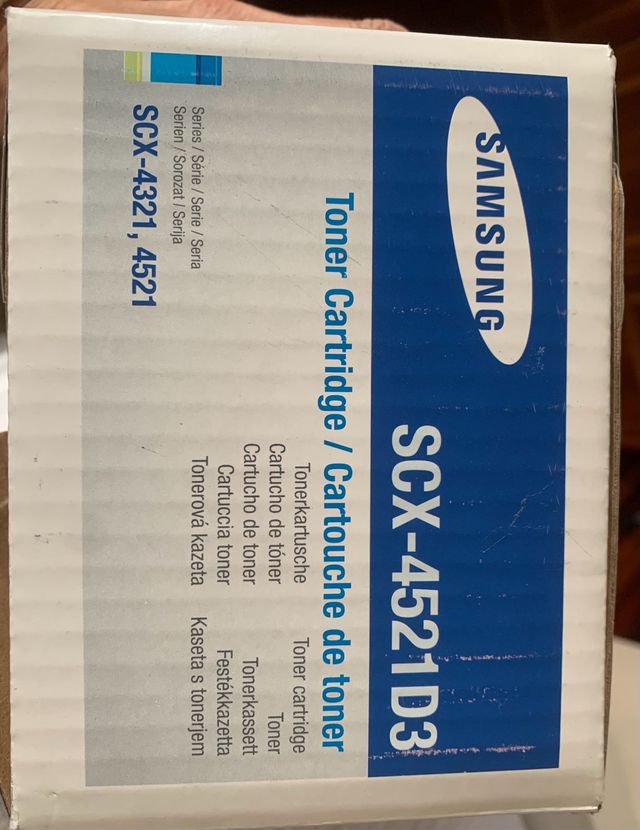 SAMSUNG
SCX-4521D3
Toner Cartridge / Cartouche de toner
Tonerkartusche
Cartucho de tóner
Cartucho de toner
Cartuccia toner
Tonerová kazeta
Toner cartridge
Toner
Tonerkassett
Festékkazetta
Kaseta s tonerjem
Series / Série / Serie / Seria
Serien / Sorozat / Serija
SCX-4321, 4521